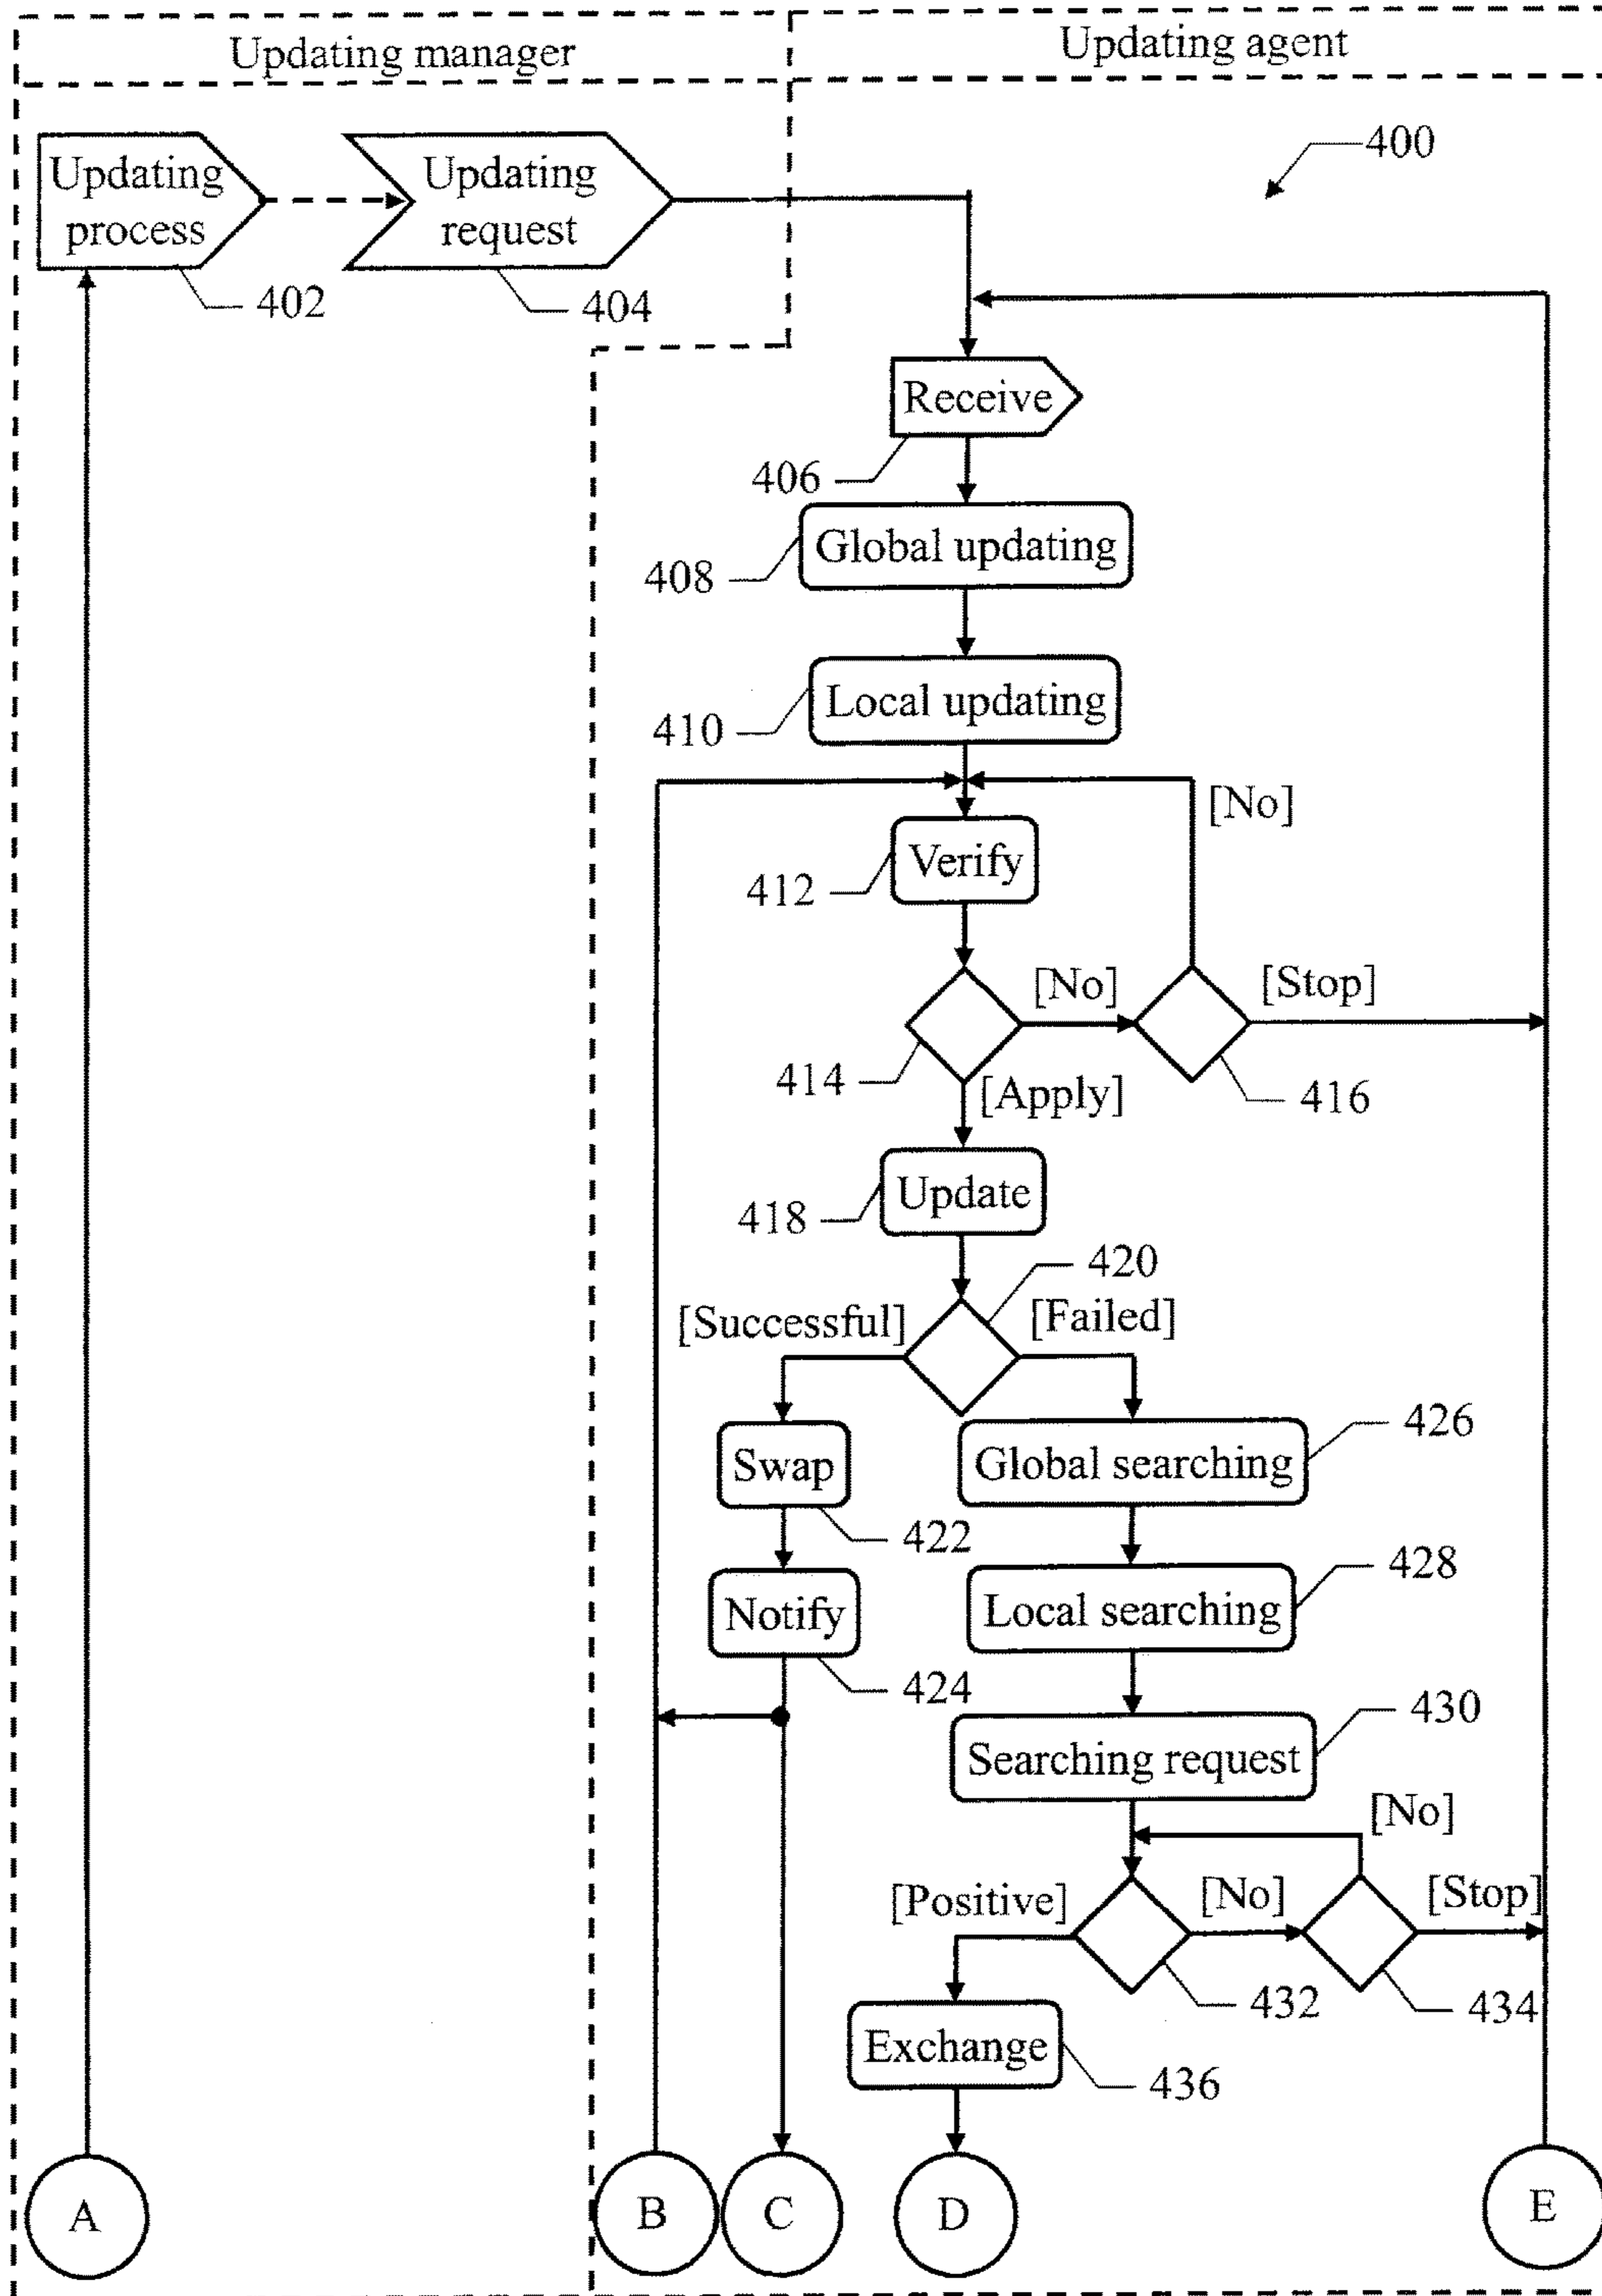 Updating manager
Updating agent
400
Updating
process
Updating
request
402
404
Receive
406
Global updating
408
Local updating
410
[No]
Verify
412
[No]
[Stop]
414
416
[Apply]
Update
418
420
[Successful]
[Failed]
426
Swap
Global searching
422
428
Notify
Local searching
424
430
Searching request
[No]
[Positive]
[No]
[Stop]
432
434
Exchange
436
A
B
C
D
E